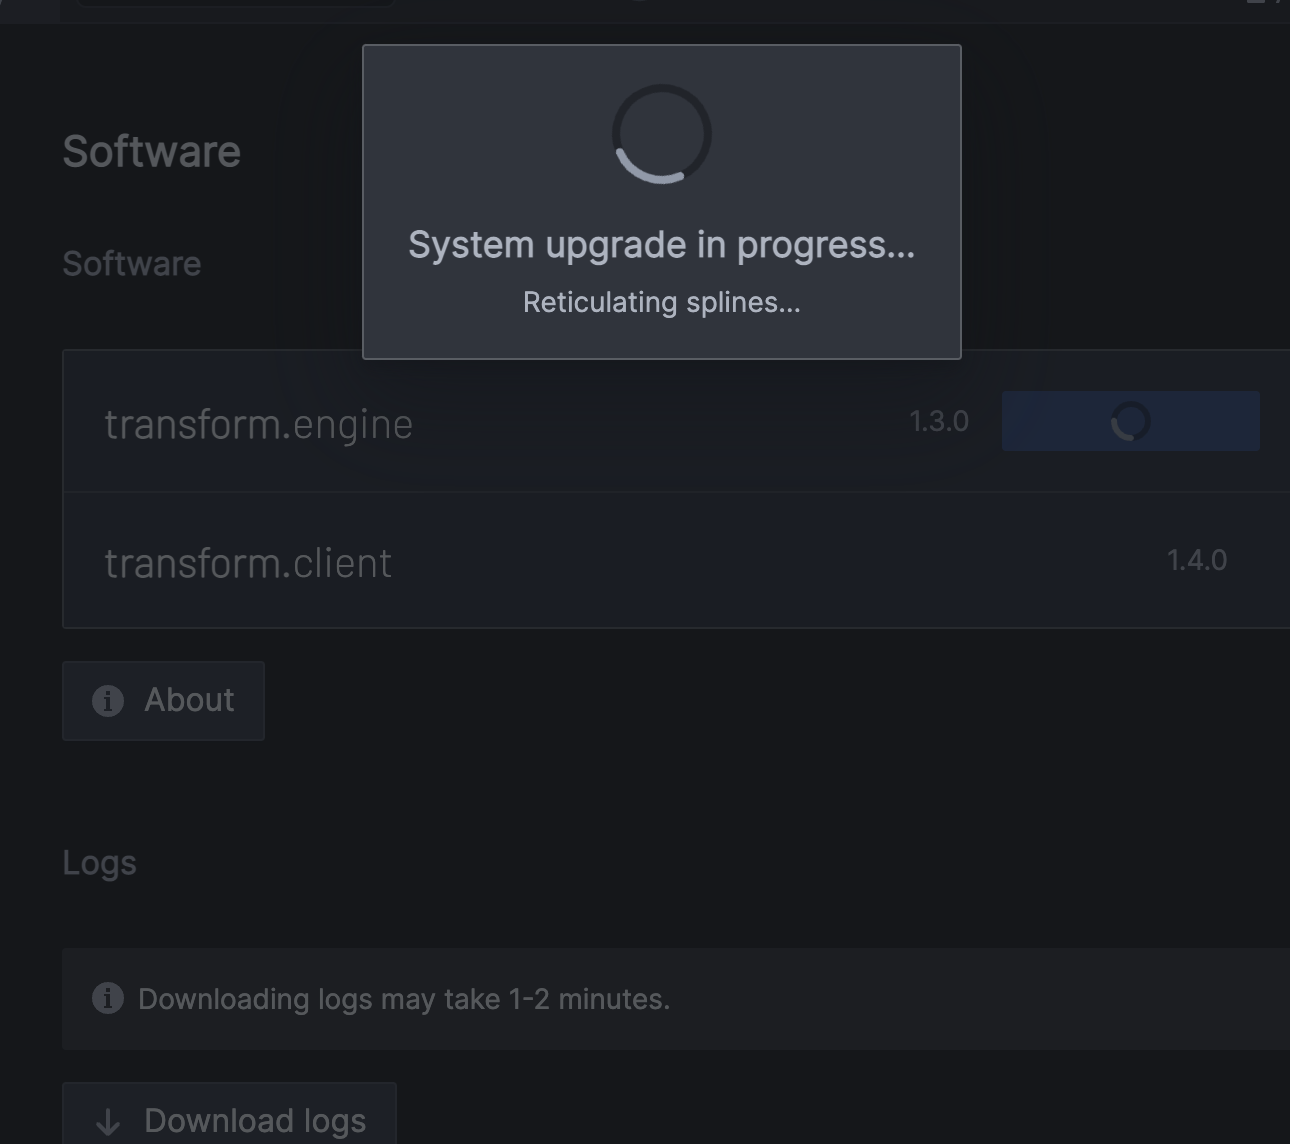 Software
Software
System upgrade in progress...
Reticulating splines...
transform.engine
1.3.0
transform.client
1.4.0
About
Logs
Downloading logs may take 1-2 minutes.
Download logs